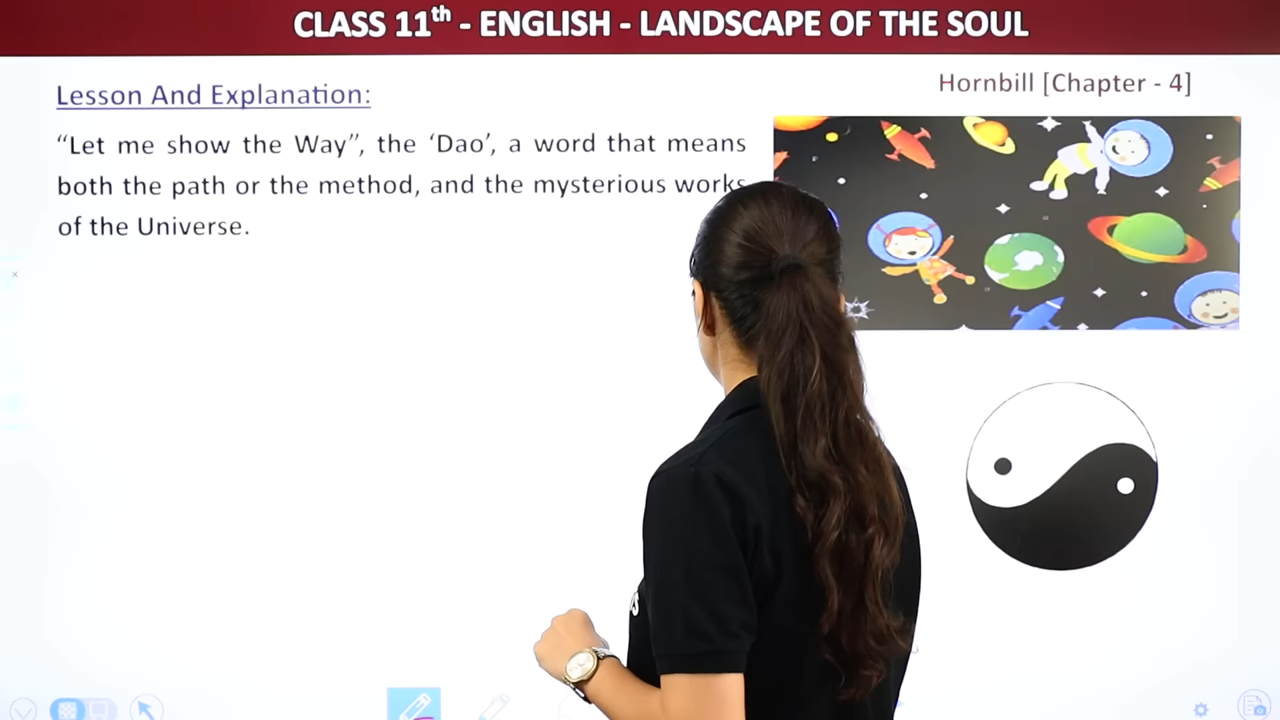 CLASS 11th - ENGLISH - LANDSCAPE OF THE SOUL
Lesson And Explanation:
Hornbill [Chapter - 4]
“Let me show the Way”, the ‘Dao’, a word that means
both the path or the method, and the mysterious works
of the Universe.